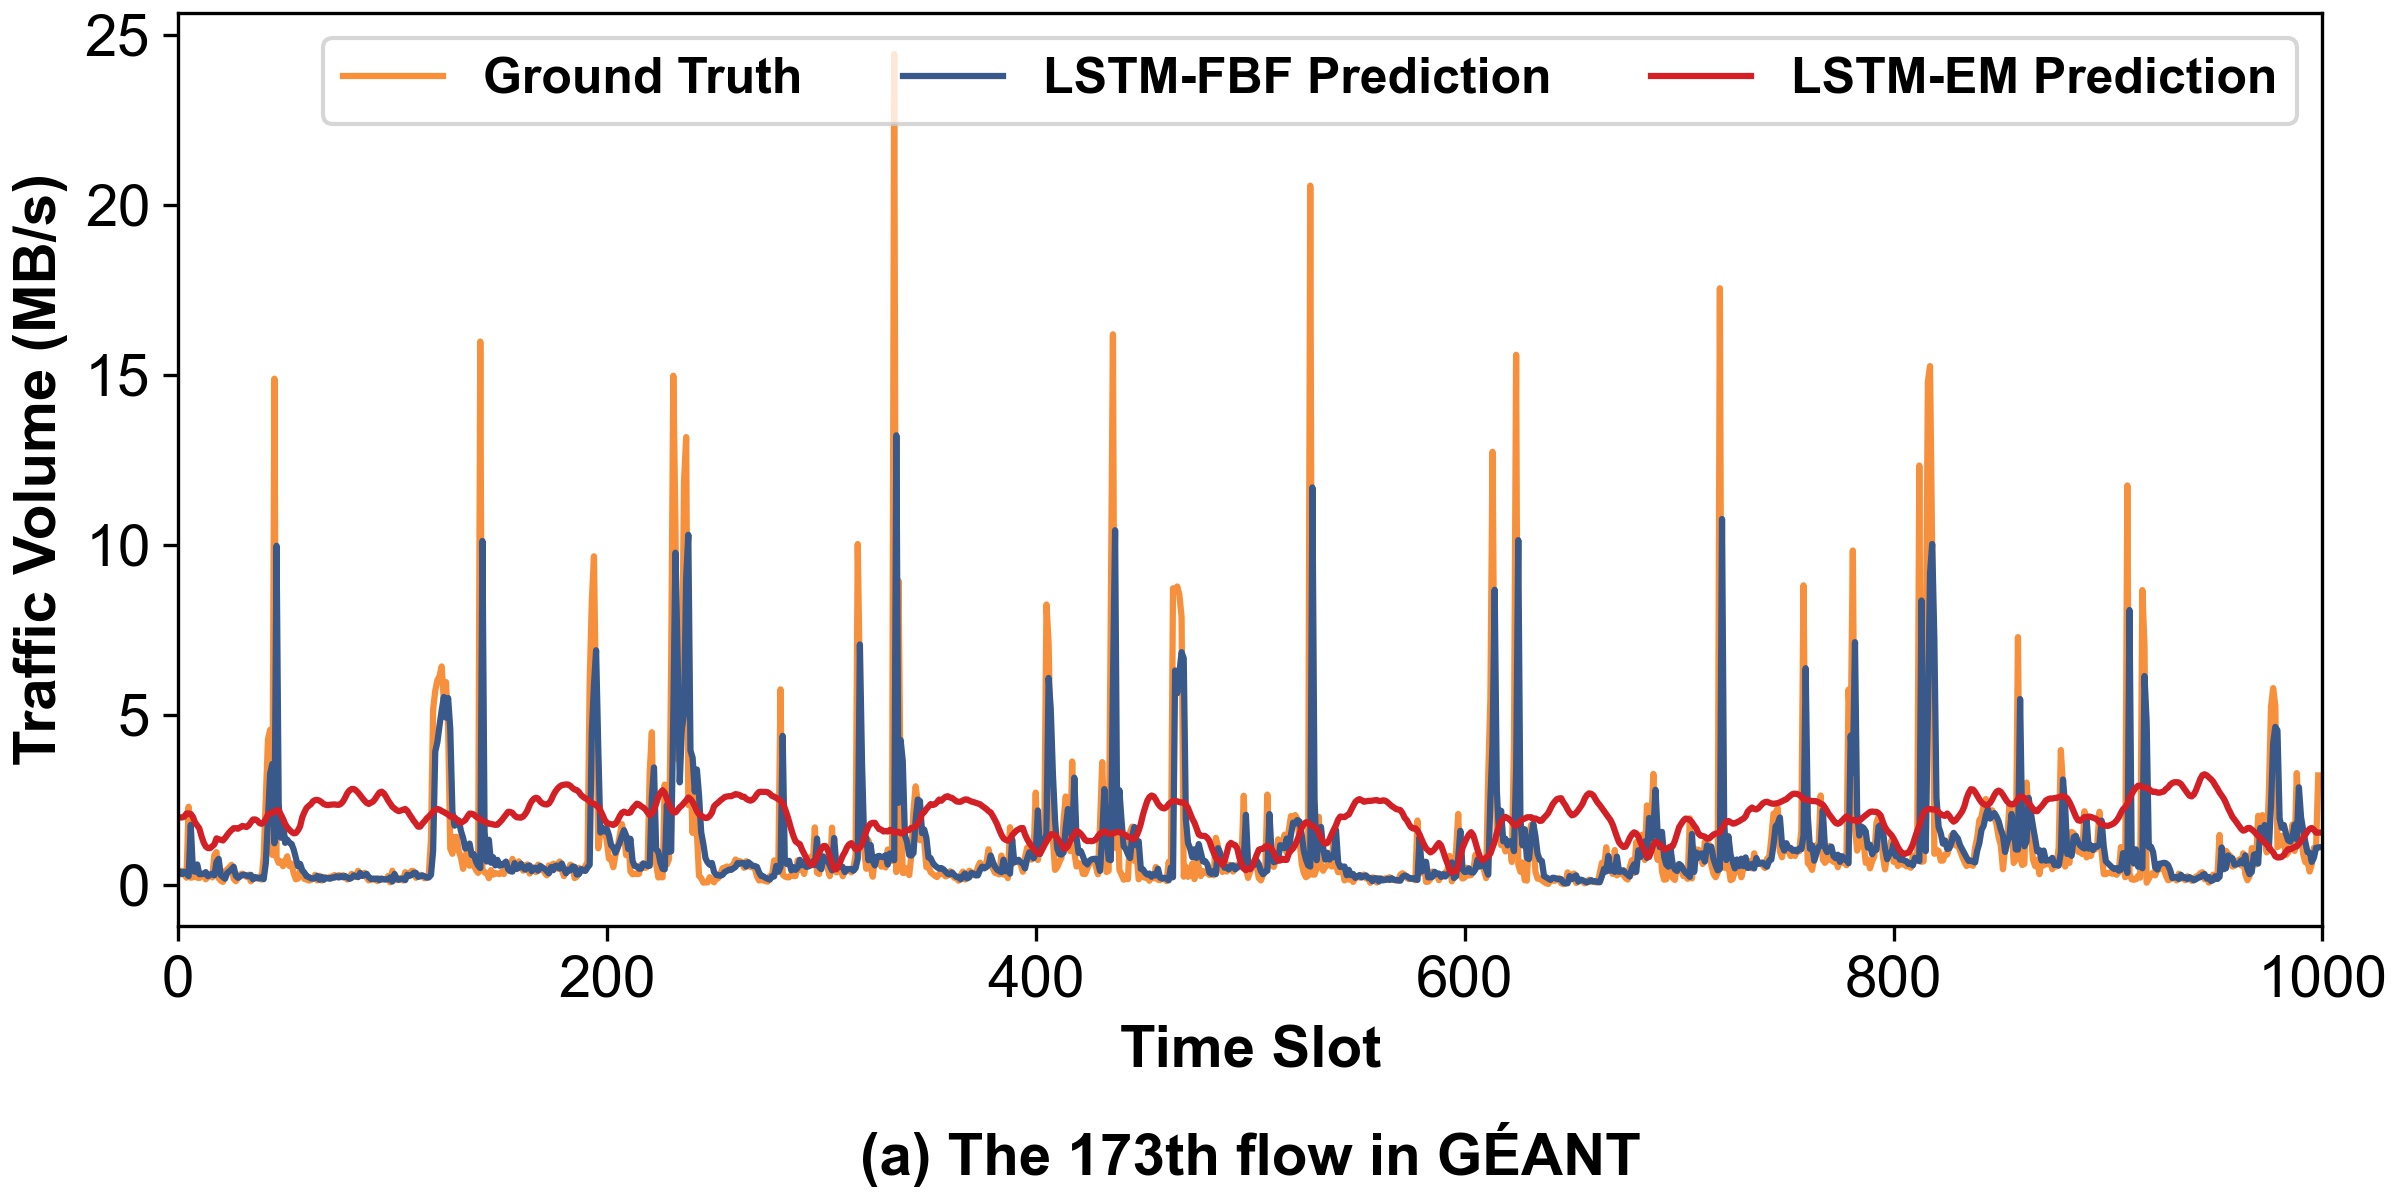 25
20
15
10
5
0
Traffic Volume (MB/s)
Ground Truth LSTM-FBF Prediction LSTM-EM Prediction
0 200 400 600 800 1000
Time Slot
(a) The 173th flow in GÉANT